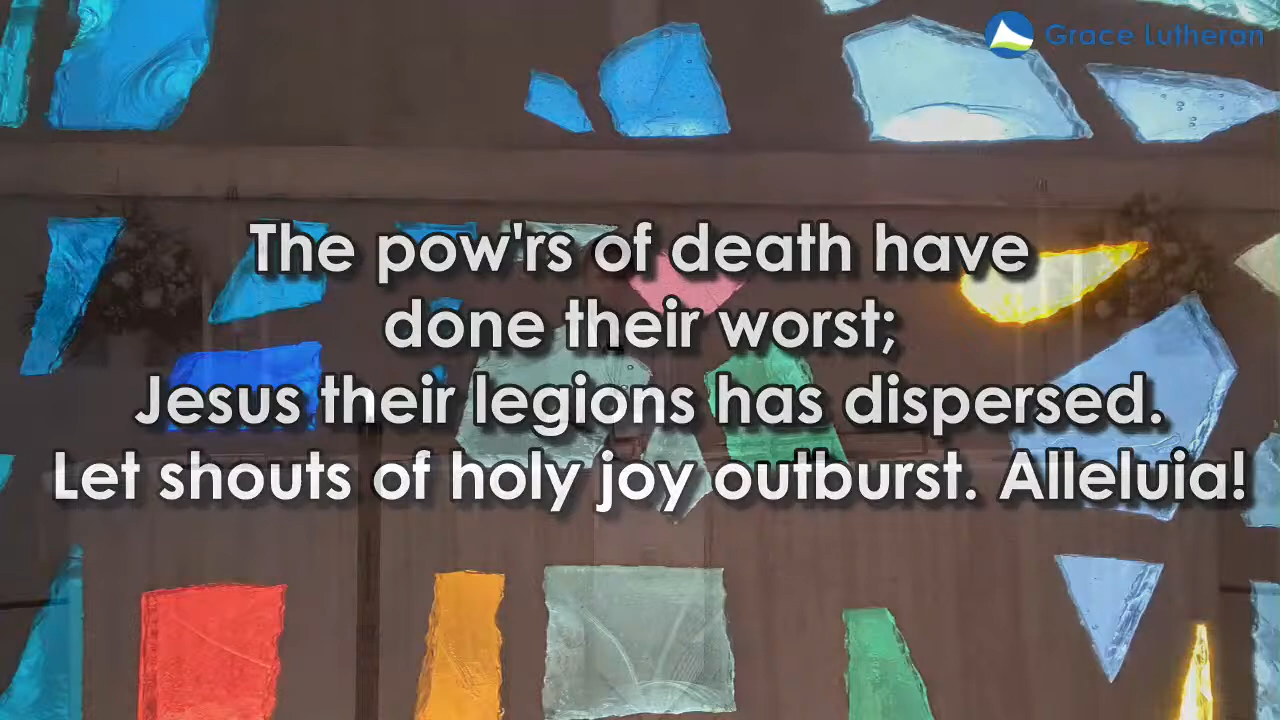 Grace Lutheran
The pow'rs of death have
done their worst;
Jesus their legions has dispersed.
Let shouts of holy joy outburst. Alleluia!